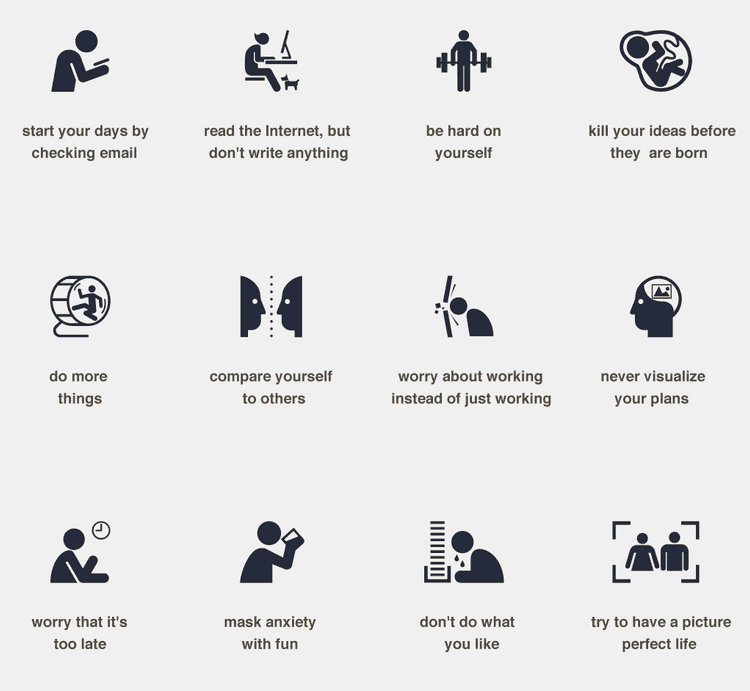 start your days by
checking email
read the Internet, but
don't write anything
be hard on
yourself
kill your ideas before
they  are born
do more
things
compare yourself
to others
worry about working
instead of just working
never visualize
your plans
worry that it's
too late
mask anxiety
with fun
don't do what
you like
try to have a picture
perfect life